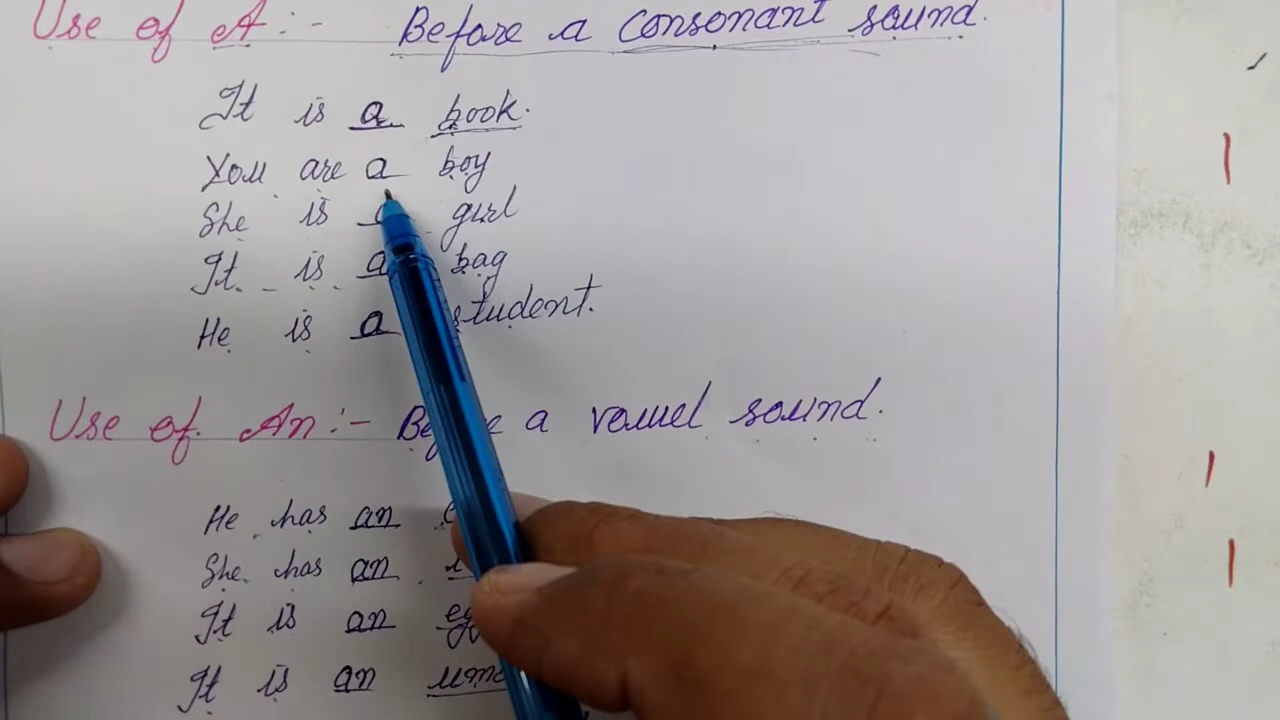 Use of A :- Before a consonant sound.
It is a book.
You are a boy
She is girl
It is a bag
He is a student.
Use of An :- Before a vowel sound.
He has an
She has an
It is an
It is an